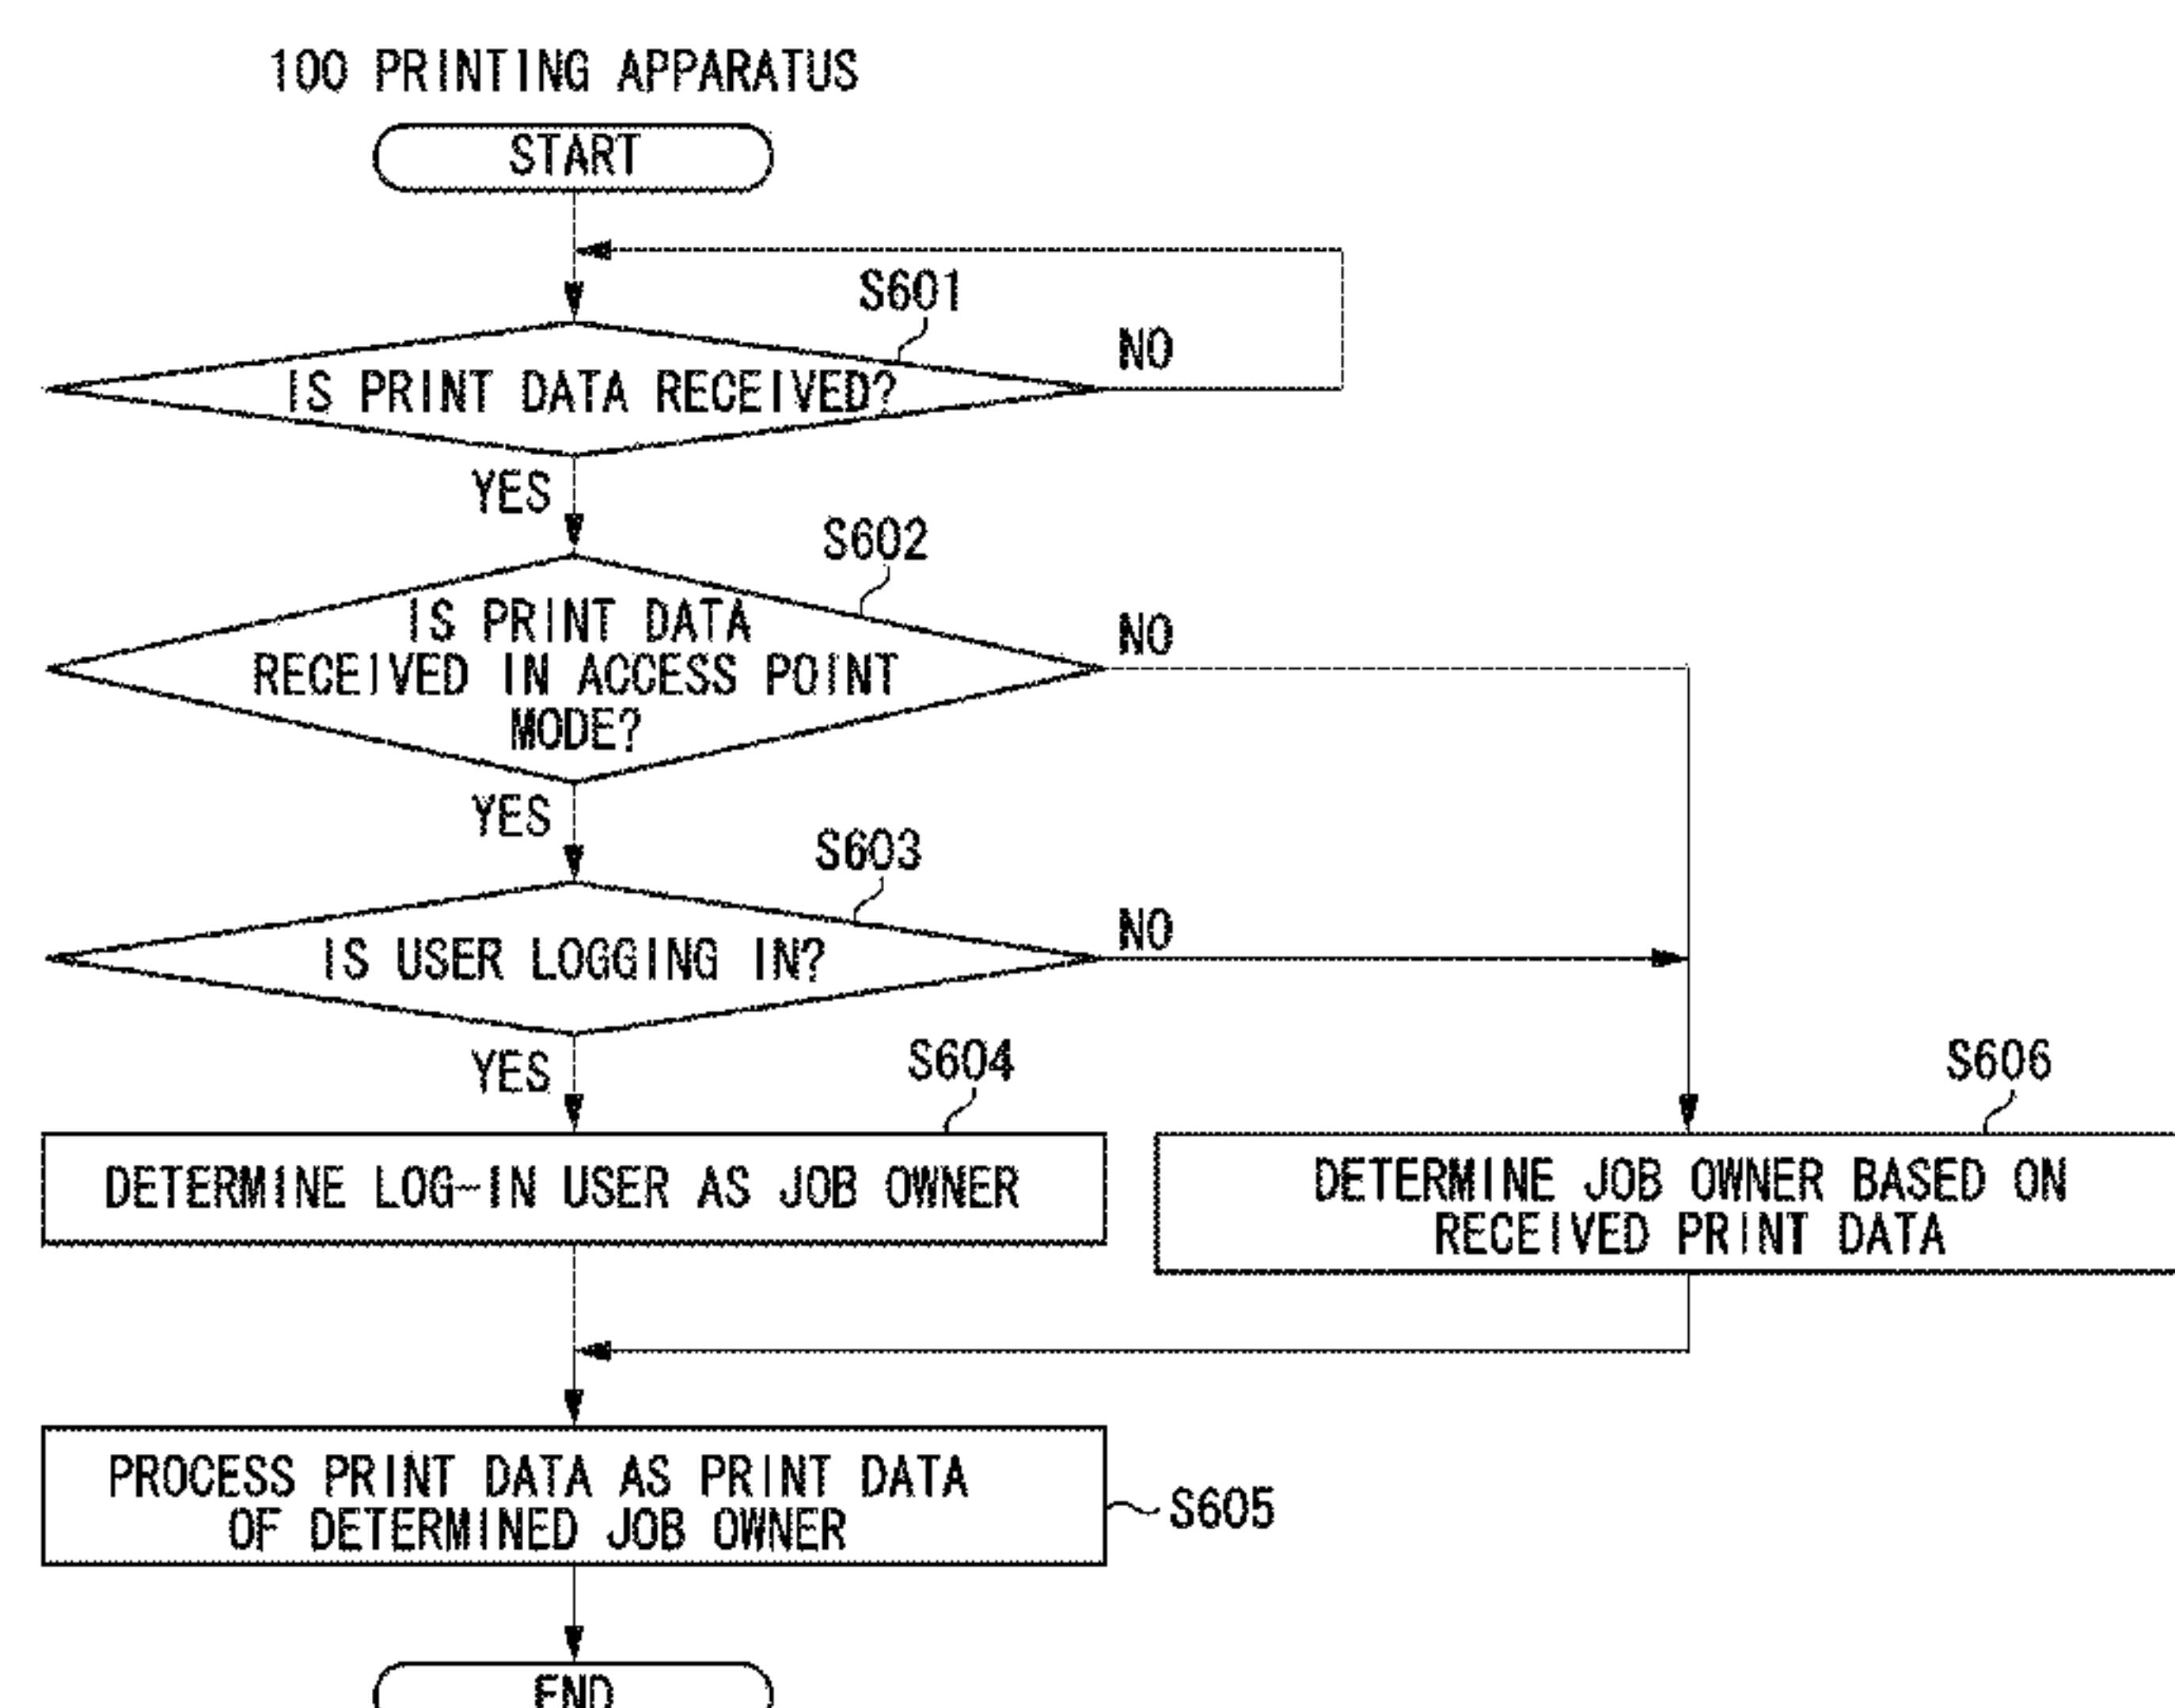 100 PRINTING APPARATUS
START
S601
IS PRINT DATA RECEIVED?
NO
YES
S602
IS PRINT DATA
RECEIVED IN ACCESS POINT
MODE?
NO
YES
S603
IS USER LOGGING IN?
NO
YES
S604
DETERMINE LOG-IN USER AS JOB OWNER
S606
DETERMINE JOB OWNER BASED ON
RECEIVED PRINT DATA
PROCESS PRINT DATA AS PRINT DATA
OF DETERMINED JOB OWNER
S605
END